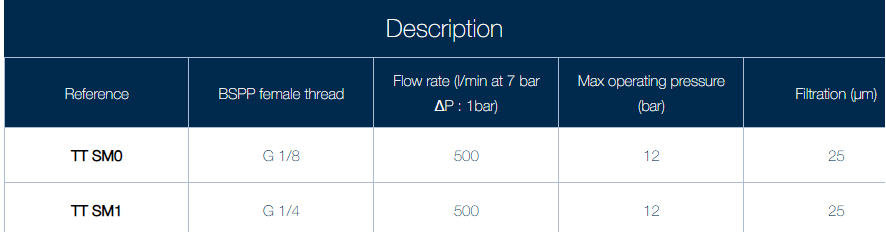 Description
Reference BSPP female thread Flow rate (l/min at 7 bar ΔP : 1bar) Max operating pressure (bar) Filtration (µm)
TT SM0 G 1/8 500 12 25
TT SM1 G 1/4 500 12 25